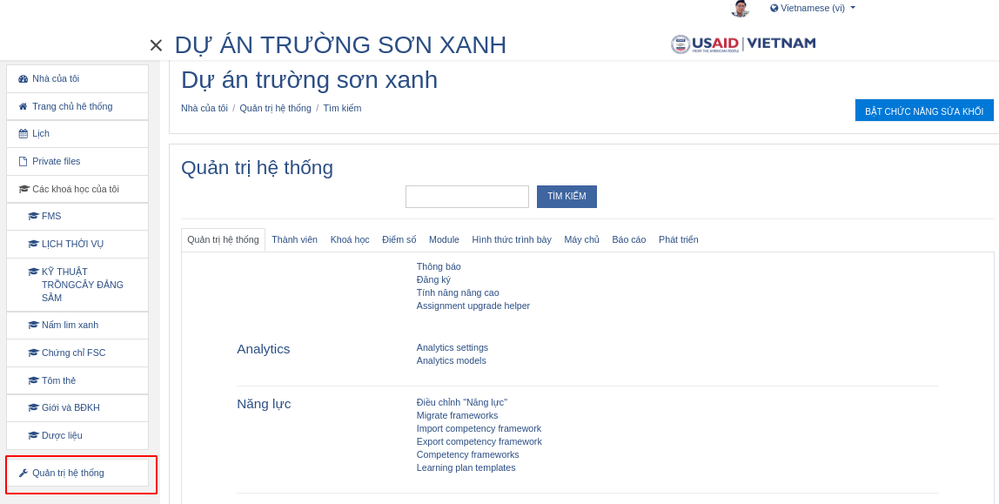 Vietnamese (vi)
DỰ ÁN TRƯỜNG SƠN XANH
USAID | VIETNAM
FROM THE AMERICAN PEOPLE
Nhà của tôi
Trang chủ hê thống
Lịch
Private files
Các khoá học của tôi
FMS
LỊCH THỜI VỤ
KỸ THUẬT
TRỒNGCÂY ĐẢNG
SÂM
Nấm lim xanh
Chứng chỉ FSC
Tôm thẻ
Giới và BĐKH
Dược liệu
Quản trị hệ thống
Dự án trường sơn xanh
Nhà của tôi / Quản trị hệ thống / Tìm kiếm
BẬT CHỨC NĂNG SỬA KHỐI
Quản trị hệ thống
TÌM KIẾM
Quản trị hệ thống Thành viên Khoá học Điểm số Module Hình thức trình bày Máy chủ Báo cáo Phát triển
Thông báo
Đăng ký
Tính năng nâng cao
Assignment upgrade helper
Analytics
Analytics settings
Analytics models
Năng lực
Điều chỉnh "Năng lực"
Migrate frameworks
Import competency framework
Export competency framework
Competency frameworks
Learning plan templates